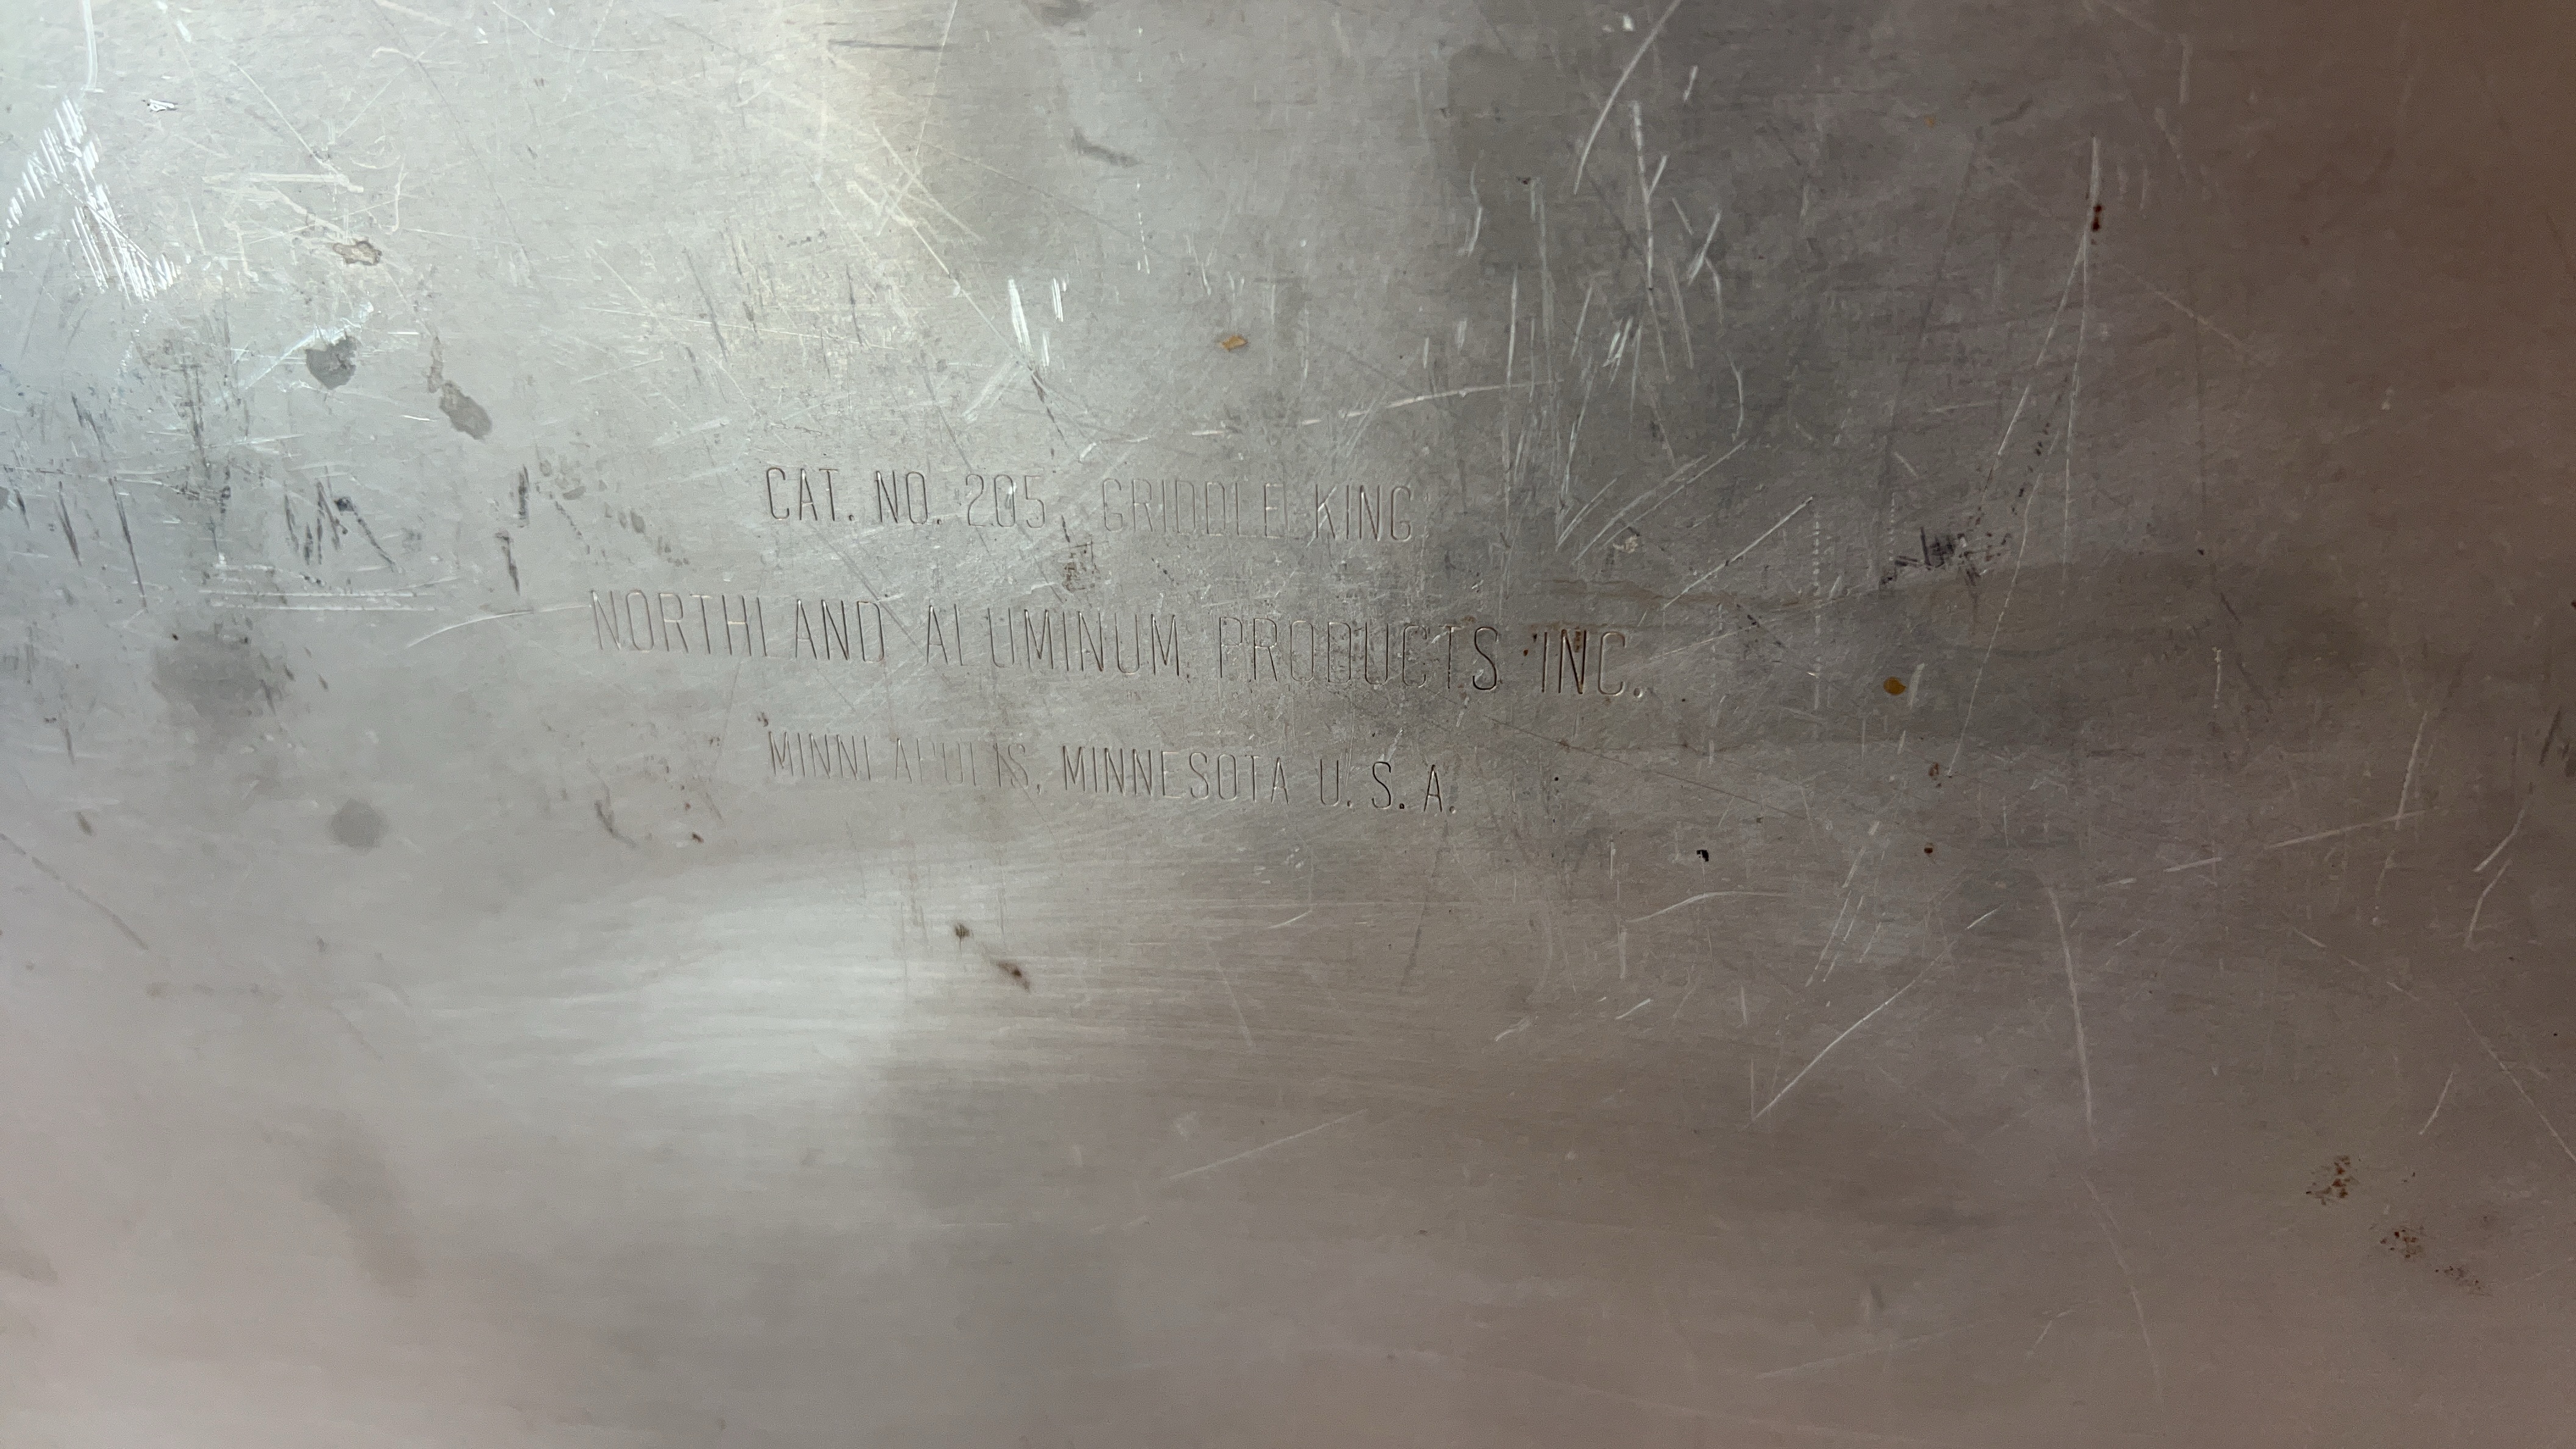 CAT. NO. 205, GRIDDLE KING
NORTHLAND ALUMINUM PRODUCTS INC.
MINNEAPOLIS, MINNESOTA U. S. A.